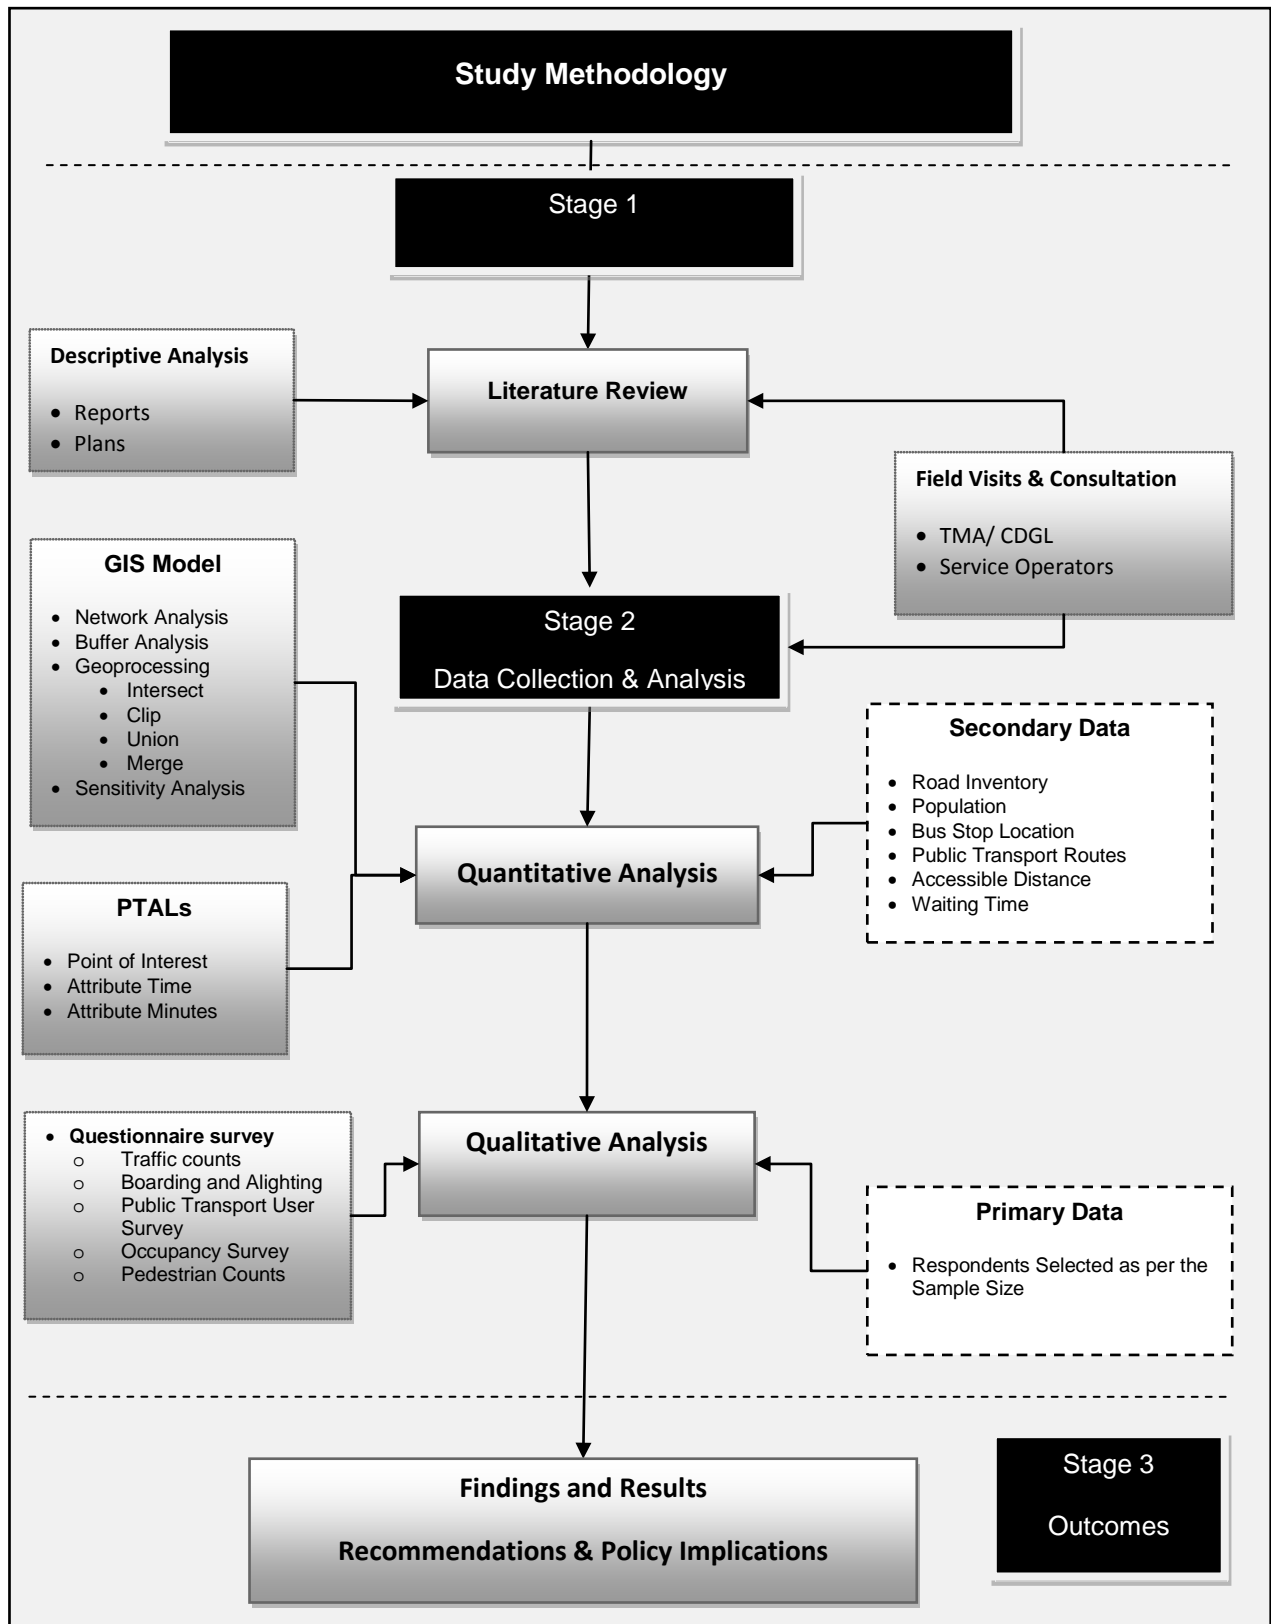 Study Methodology
Stage 1
Descriptive Analysis
• Reports
• Plans
Literature Review
Field Visits & Consultation
• TMA/ CDGL
• Service Operators
GIS Model
• Network Analysis
• Buffer Analysis
• Geoprocessing
• Intersect
• Clip
• Union
• Merge
• Sensitivity Analysis
Stage 2
Data Collection & Analysis
Secondary Data
• Road Inventory
• Population
• Bus Stop Location
• Public Transport Routes
• Accessible Distance
• Waiting Time
Quantitative Analysis
PTALs
• Point of Interest
• Attribute Time
• Attribute Minutes
• Questionnaire survey
o Traffic counts
o Boarding and Alighting
o Public Transport User
Survey
o Occupancy Survey
o Pedestrian Counts
Qualitative Analysis
Primary Data
• Respondents Selected as per the
Sample Size
Findings and Results
Recommendations & Policy Implications
Stage 3
Outcomes